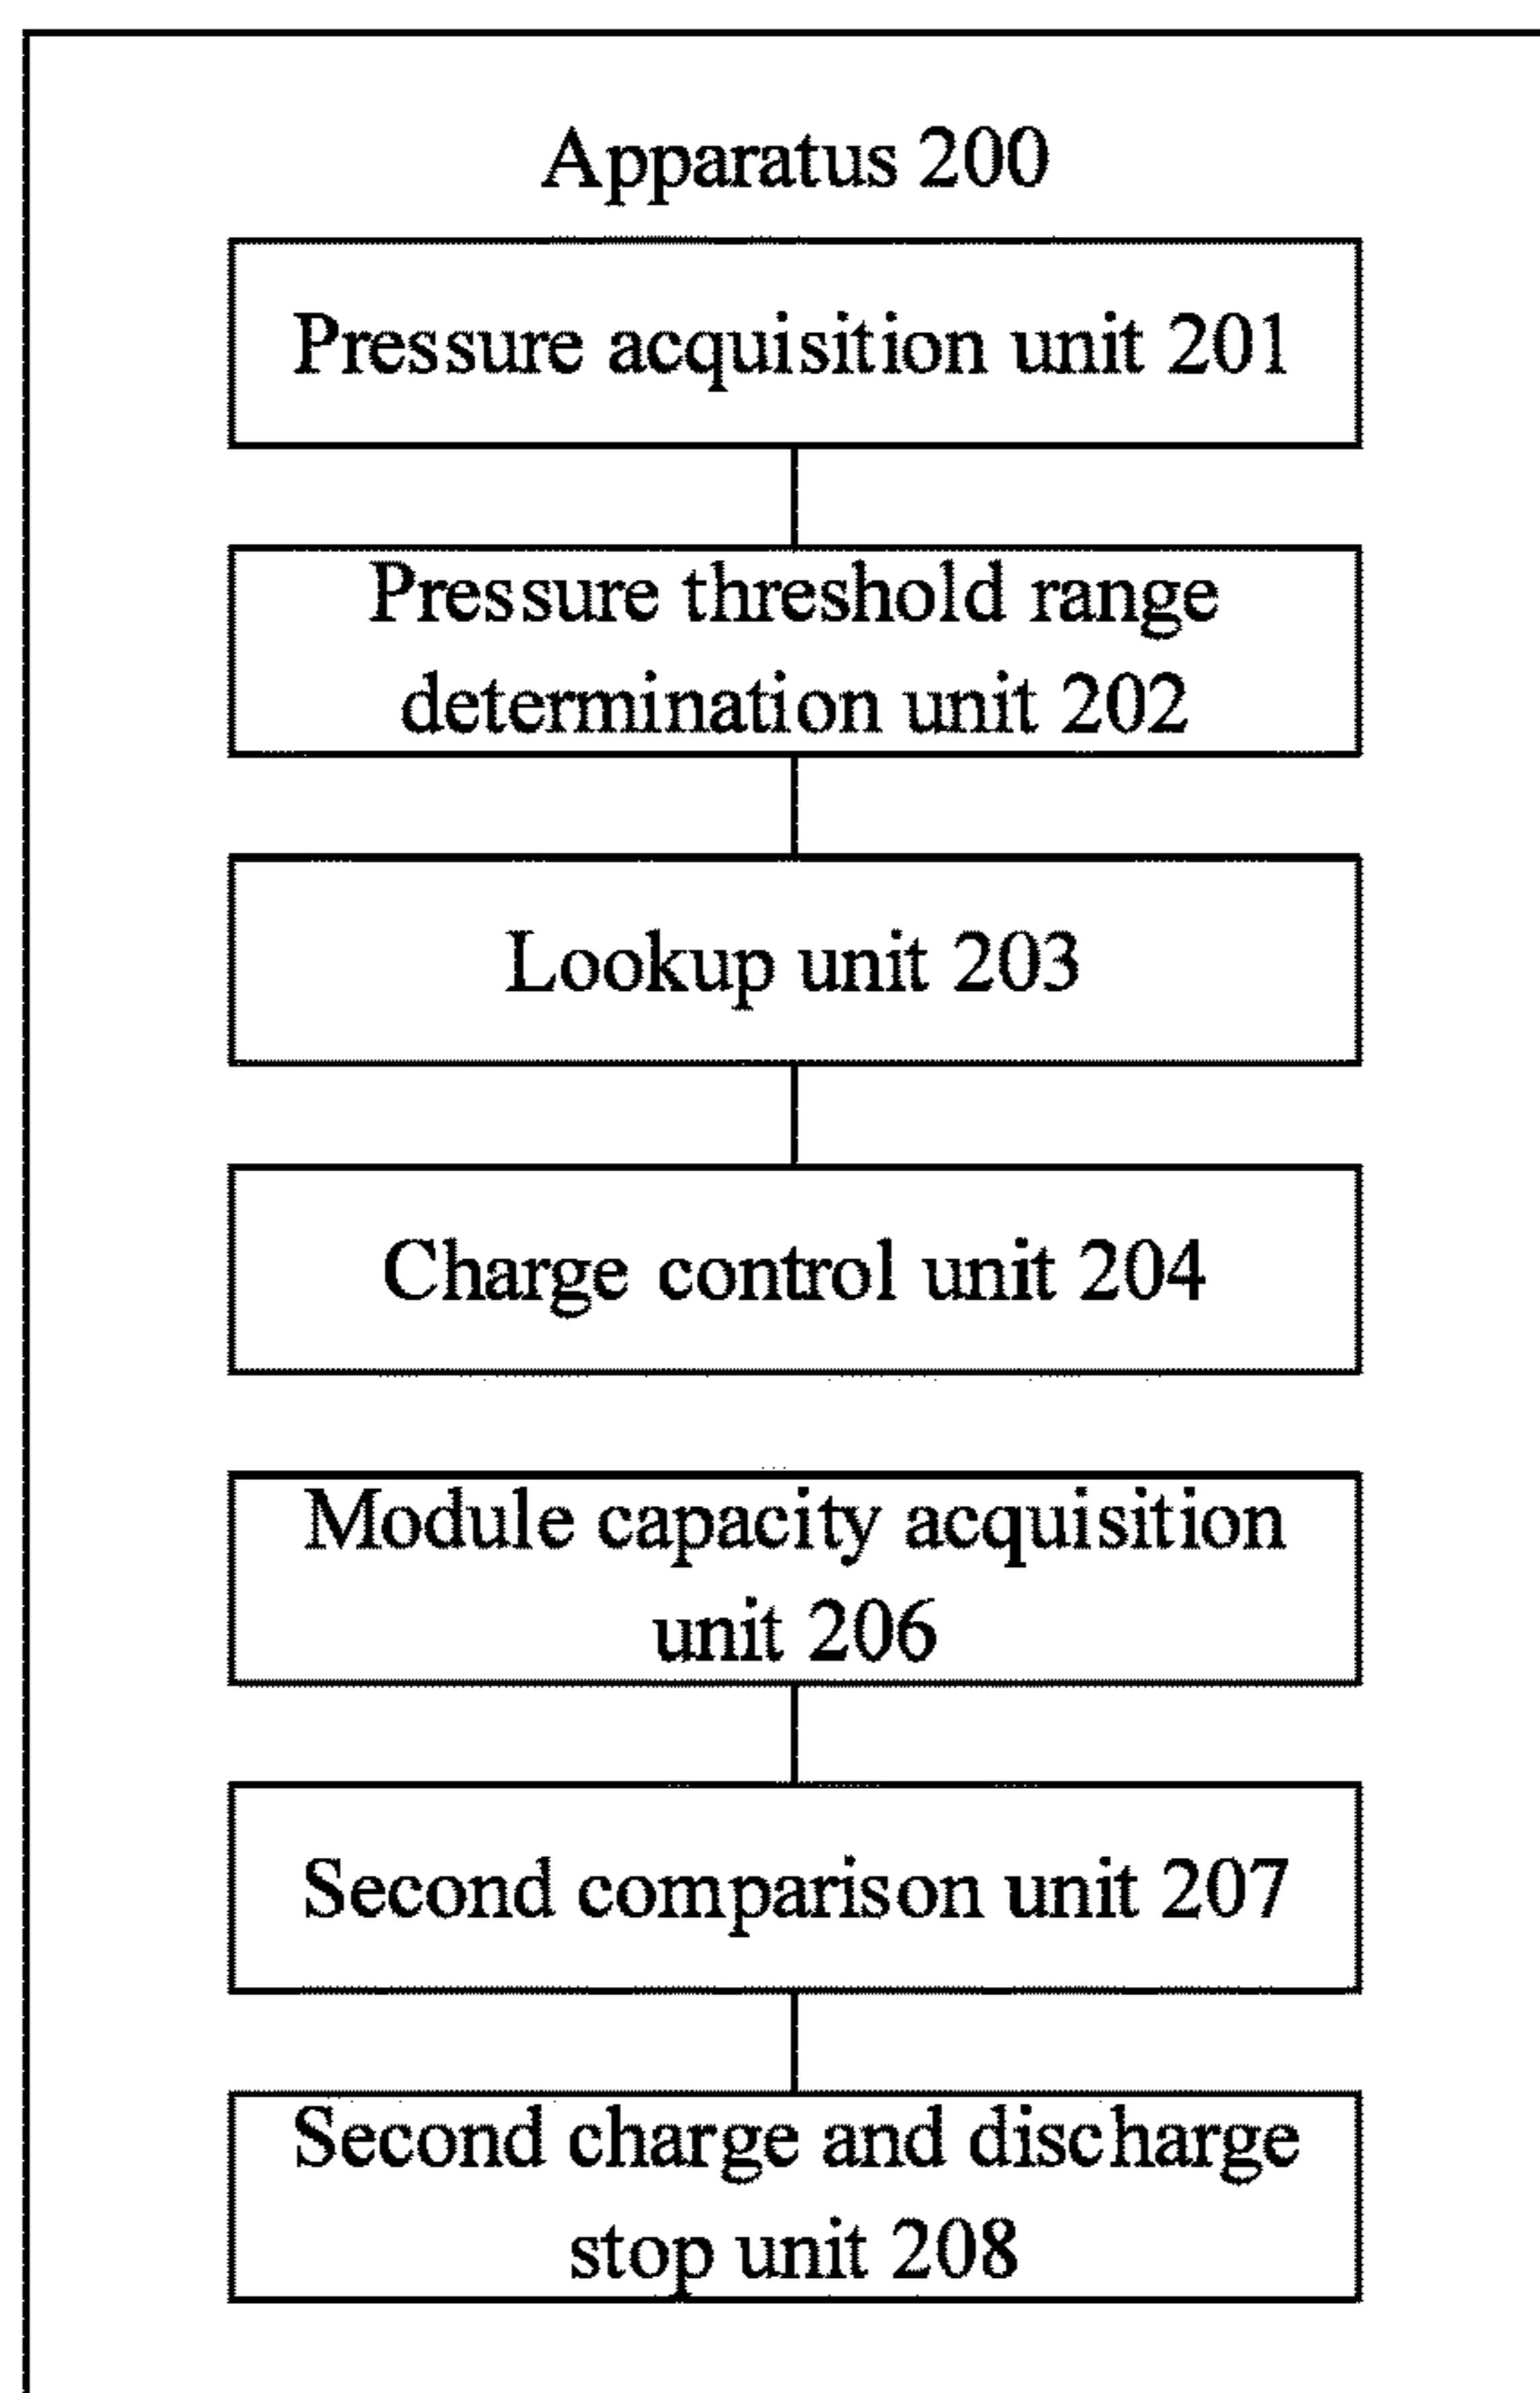 Apparatus 200
Pressure acquisition unit 201
Pressure threshold range
determination unit 202
Lookup unit 203
Charge control unit 204
Module capacity acquisition
unit 206
Second comparison unit 207
Second charge and discharge
stop unit 208